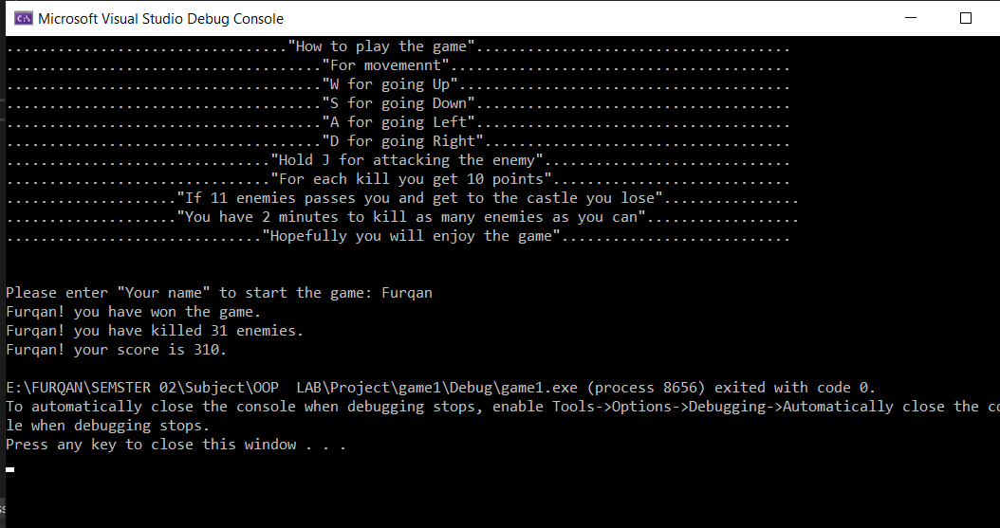 Microsoft Visual Studio Debug Console
................................."How to play the game".....................................
....................................."For movemennt"........................................
....................................."W for going Up".......................................
....................................."S for going Down".....................................
....................................."A for going Left".....................................
....................................."D for going Right"....................................
..............................."Hold J for attacking the enemy".............................
..............................."For each kill you get 10 points"............................
...................."If 11 enemies passes you and get to the castle you lose"................
...................."You have 2 minutes to kill as many enemies as you can"..................
.............................."Hopefully you will enjoy the game"...........................
Please enter "Your name" to start the game: Furqan
Furqan! you have won the game.
Furqan! you have killed 31 enemies.
Furqan! your score is 310.
E:\FURQAN\SEMSTER 02\Subject\OOP  LAB\Project\game1\Debug\game1.exe (process 8656) exited with code 0.
To automatically close the console when debugging stops, enable Tools->Options->Debugging->Automatically close the co
le when debugging stops.
Press any key to close this window . . .